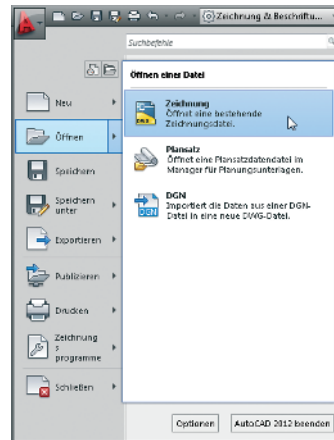 Zeichnung & Beschriftu...
Suchbefehle
Öffnen einer Datei
Neu
Öffnen
Speichern
Speichern
unter
Exportieren
Publizieren
Drucken
Zeichnung
s
programme
Schließen
Zeichnung
Öffnet eine bestehende
Zeichnungsdatei.
Plansatz
Öffnet eine Plansatzdatendatei im
Manager für Planungsunterlagen.
DGN
Importiert die Daten aus einer DGN-
Datei in eine neue DWG-Datei.
Optionen
AutoCAD 2012 beenden